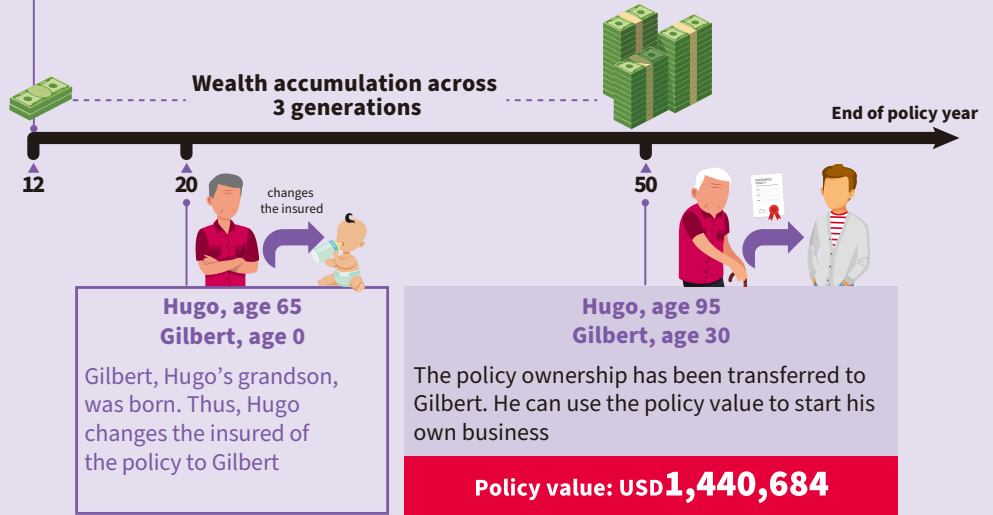 Wealth accumulation across
3 generations
End of policy year
12
20
50
changes
the insured
Hugo, age 65
Gilbert, age 0
Gilbert, Hugo’s grandson,
was born. Thus, Hugo
changes the insured of
the policy to Gilbert
Hugo, age 95
Gilbert, age 30
The policy ownership has been transferred to
Gilbert. He can use the policy value to start his
own business
Policy value: USD1,440,684